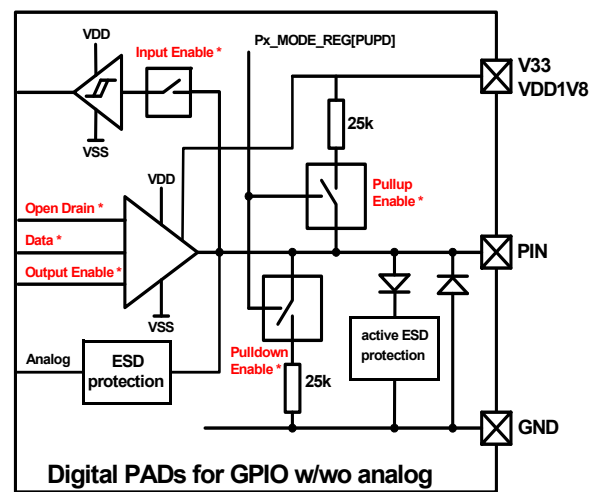 Px_MODE_REG[PUPD]
VDD
Input Enable *
V33
VDD1V8
25k
VSS
Pullup
Enable *
VDD
Open Drain *
Data *
Output Enable *
PIN
VSS
Analog
ESD
protection
Pulldown
Enable *
25k
active ESD
protection
GND
Digital PADs for GPIO w/wo analog